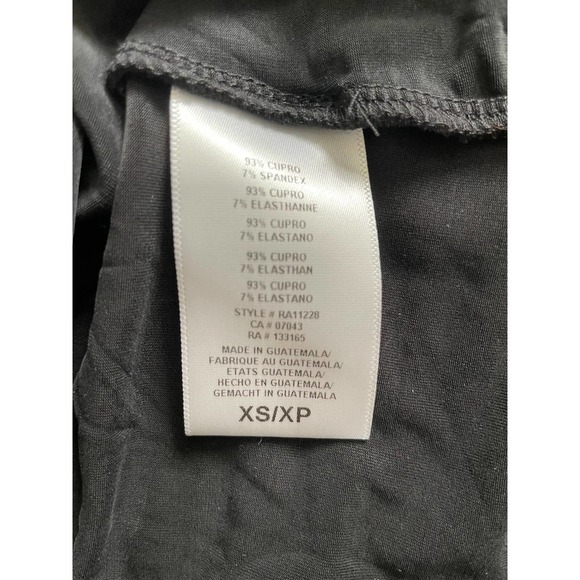 93% CUPRO
7% SPANDEX
93% CUPRO
7% ELASTHANNE
93% CUPRO
7% ELASTANO
93% CUPRO
7% ELASTHAN
93% CUPRO
7% ELASTANO
STYLE # RA11228
CA # 07043
RA # 133165
MADE IN GUATEMALA/
FABRIQUE AU GUATEMALA/
ETATS GUATEMALA/
HECHO EN GUATEMALA/
GEMACHT IN GUATEMALA
XS/XP